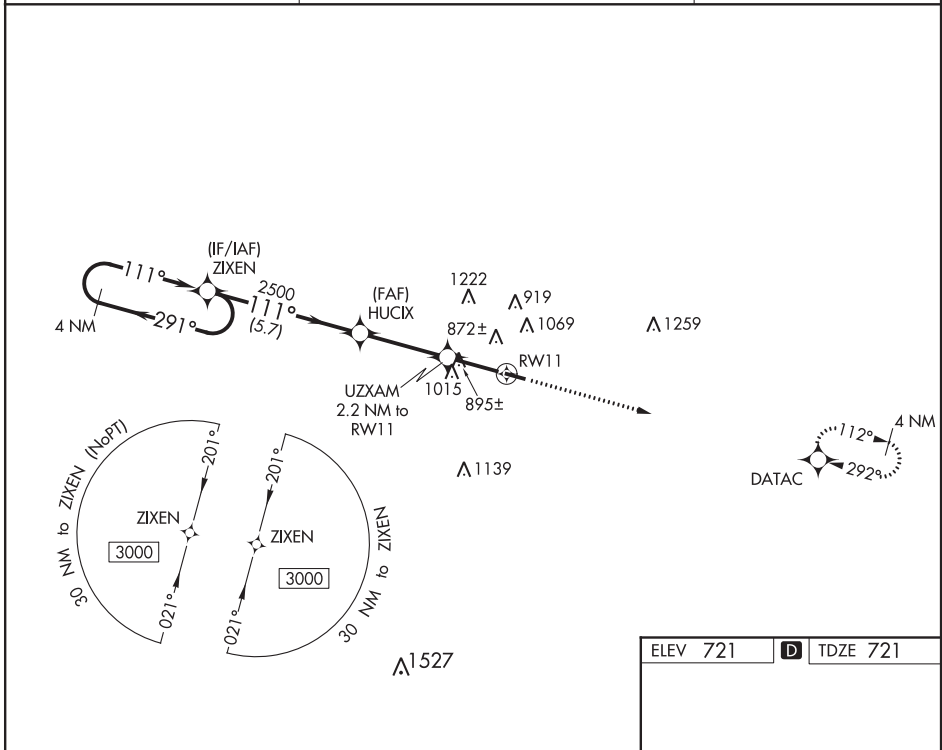 (IF/IAF)
ZIXEN
111°
291°
4 NM
2500
111°
(5.7)
(FAF)
HUCIX
1222
919
872±
1069
1259
RW11
UZXAM
2.2 NM to
RW11
1015
895±
1139
112°
4 NM
292°
DATAC
30 NM to ZIXEN (NoPT)
201°
ZIXEN
3000
021°
201°
ZIXEN
3000
021°
30 NM to ZIXEN
1527
ELEV 721 D TDZE 721